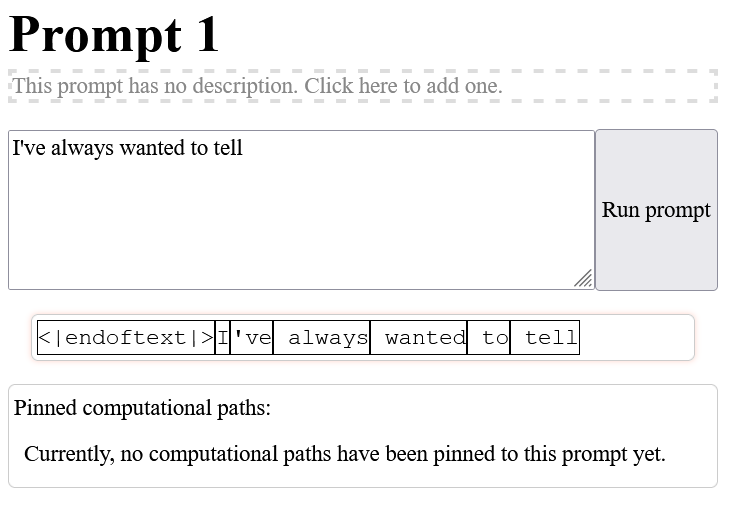 Prompt 1
This prompt has no description. Click here to add one.
I've always wanted to tell
Run prompt
<|endoftext|>I've always wanted to tell
Pinned computational paths:
Currently, no computational paths have been pinned to this prompt yet.